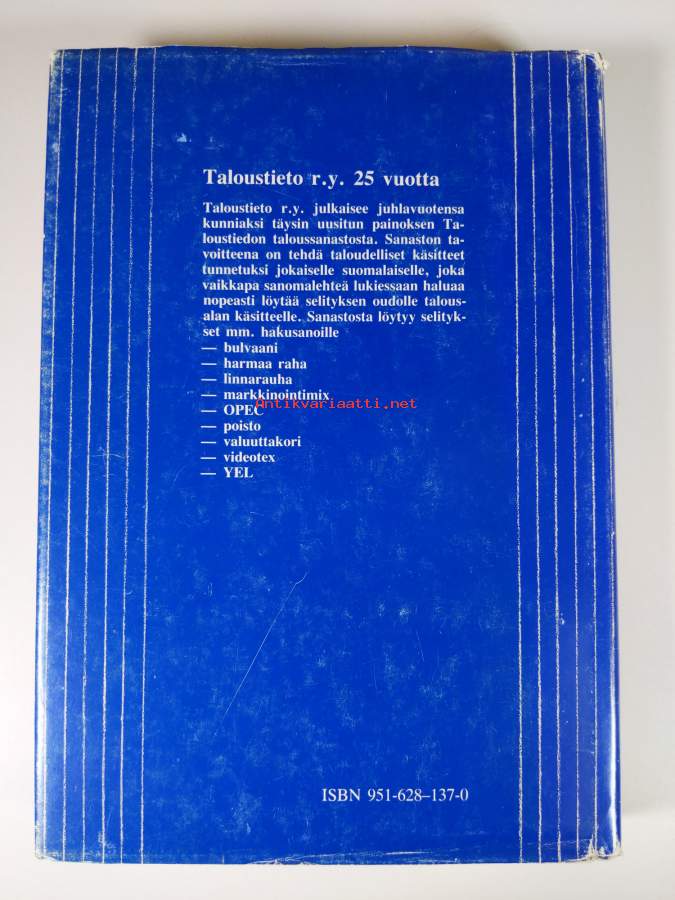 Taloustieto r.y. 25 vuotta
Taloustieto r.y. julkaisee juhlavuotensa
kunniaksi täysin uusitun painoksen Ta-
loustiedon taloussanastosta. Sanaston ta-
voitteena on tehdä taloudelliset käsitteet
tunnetuksi jokaiselle suomalaiselle, joka
vaikkapa sanomalehteä lukiessaan haluaa
nopeasti löytää selityksen oudolle talous-
alan käsitteelle. Sanastosta löytyy selityk-
set mm. hakusanoille
— bulvaani
— harmaa raha
— linnarauha
— markkinointimix
Antikvariaatti.net
— OPEC
— poisto
— valuuttakori
— videotex
— YEL
ISBN 951-628–137-0